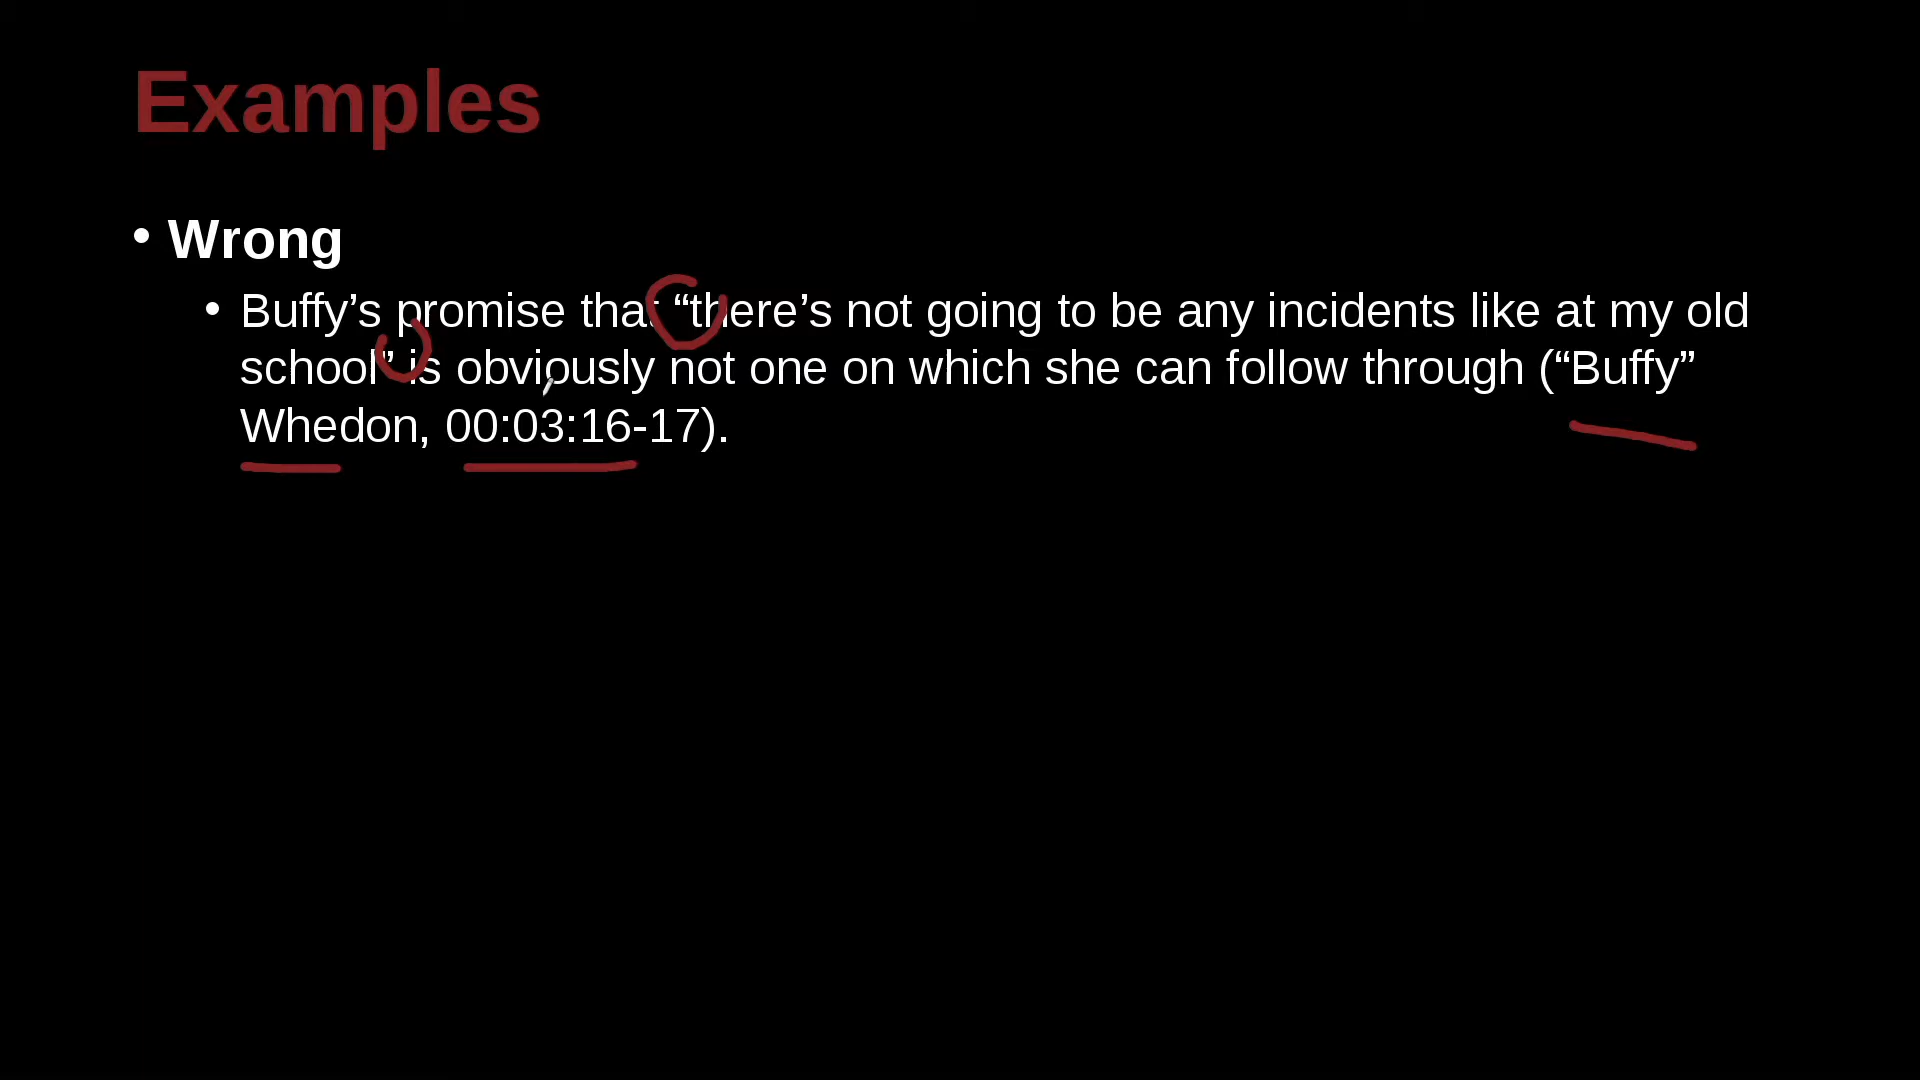 Examples
• Wrong
• Buffy’s promise that “there’s not going to be any incidents like at my old
school” is obviously not one on which she can follow through (“Buffy”
Whedon, 00:03:16-17).